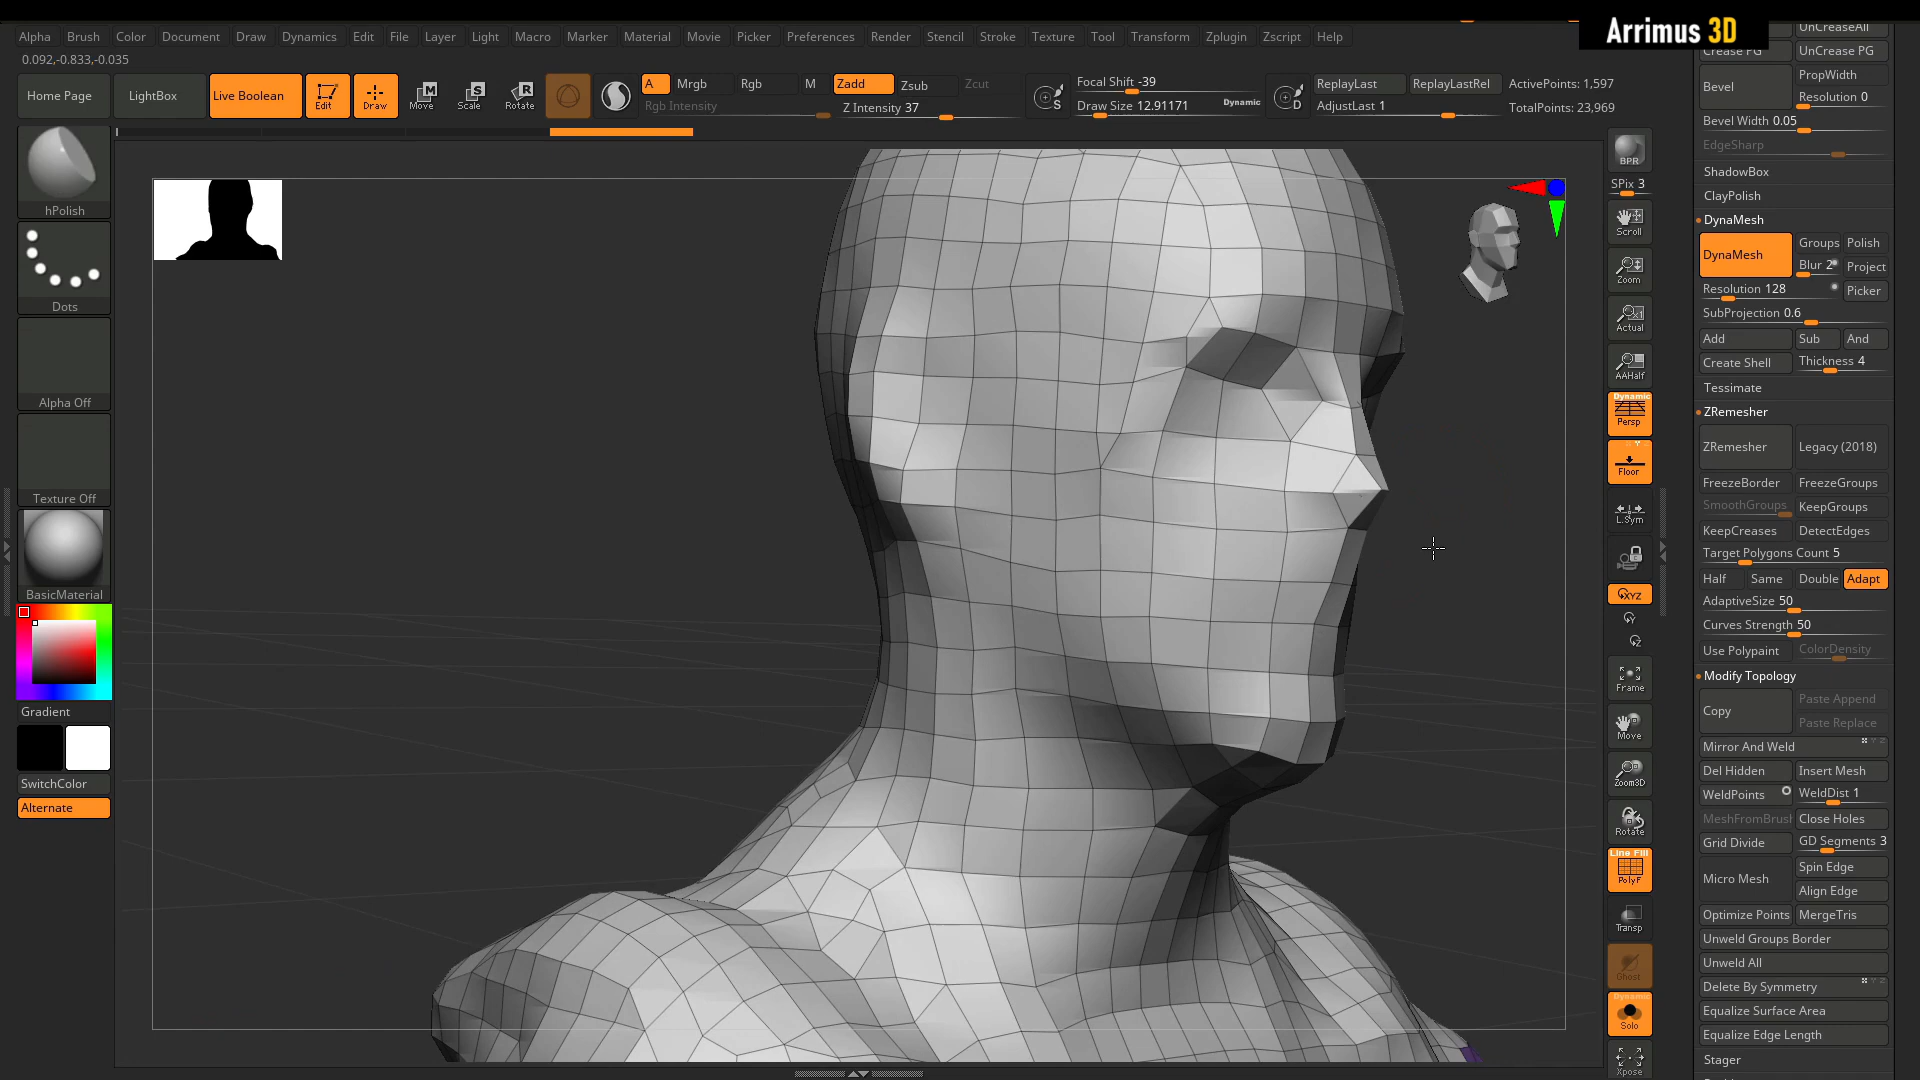 Arrimus 3D
Alpha Brush Color Document Draw Dynamics Edit File Layer Light Macro Marker Material Movie Picker Preferences Render Stencil Stroke Texture Tool Transform Zplugin Zscript Help
0.092,-0.833,-0.035
Home Page
LightBox
Live Boolean
Edit
Draw
Move
Scale
Rotate
A
Mrgb
Rgb
M
Zadd
Zsub
Zcut
Rgb Intensity
Z Intensity 37
S
Focal Shift -39
Draw Size 12.91171
Dynamic
D
ReplayLast
ReplayLastRel
AdjustLast 1
ActivePoints: 1,597
TotalPoints: 23,969
hPolish
Dots
Alpha Off
Texture Off
BasicMaterial
Gradient
SwitchColor
Alternate
BPR
SPix 3
Scroll
Zoom
Actual
AAHalf
Dynamic
Persp
Floor
L.Sym
XYZ
Frame
Move
Zoom3D
Rotate
Line Fill
PolyF
Transp
Ghost
Dynamic
Solo
Xpose
UnCreaseAll
Crease PG
UnCrease PG
Bevel
PropWidth
Resolution 0
Bevel Width 0.05
EdgeSharp
ShadowBox
ClayPolish
DynaMesh
DynaMesh
Groups
Polish
Blur 2
Project
Resolution 128
Picker
SubProjection 0.6
Add
Sub
And
Create Shell
Thickness 4
Tessimate
ZRemesher
ZRemesher
Legacy (2018)
FreezeBorder
FreezeGroups
SmoothGroups
KeepGroups
KeepCreases
DetectEdges
Target Polygons Count 5
Half
Same
Double
Adapt
AdaptiveSize 50
Curves Strength 50
Use Polypaint
ColorDensity
Modify Topology
Copy
Paste Append
Paste Replace
Mirror And Weld
Del Hidden
Insert Mesh
WeldPoints
WeldDist 1
MeshFromBrush
Close Holes
Grid Divide
GD Segments 3
Micro Mesh
Spin Edge
Align Edge
Optimize Points
MergeTris
Unweld Groups Border
Unweld All
Delete By Symmetry
Equalize Surface Area
Equalize Edge Length
Stager